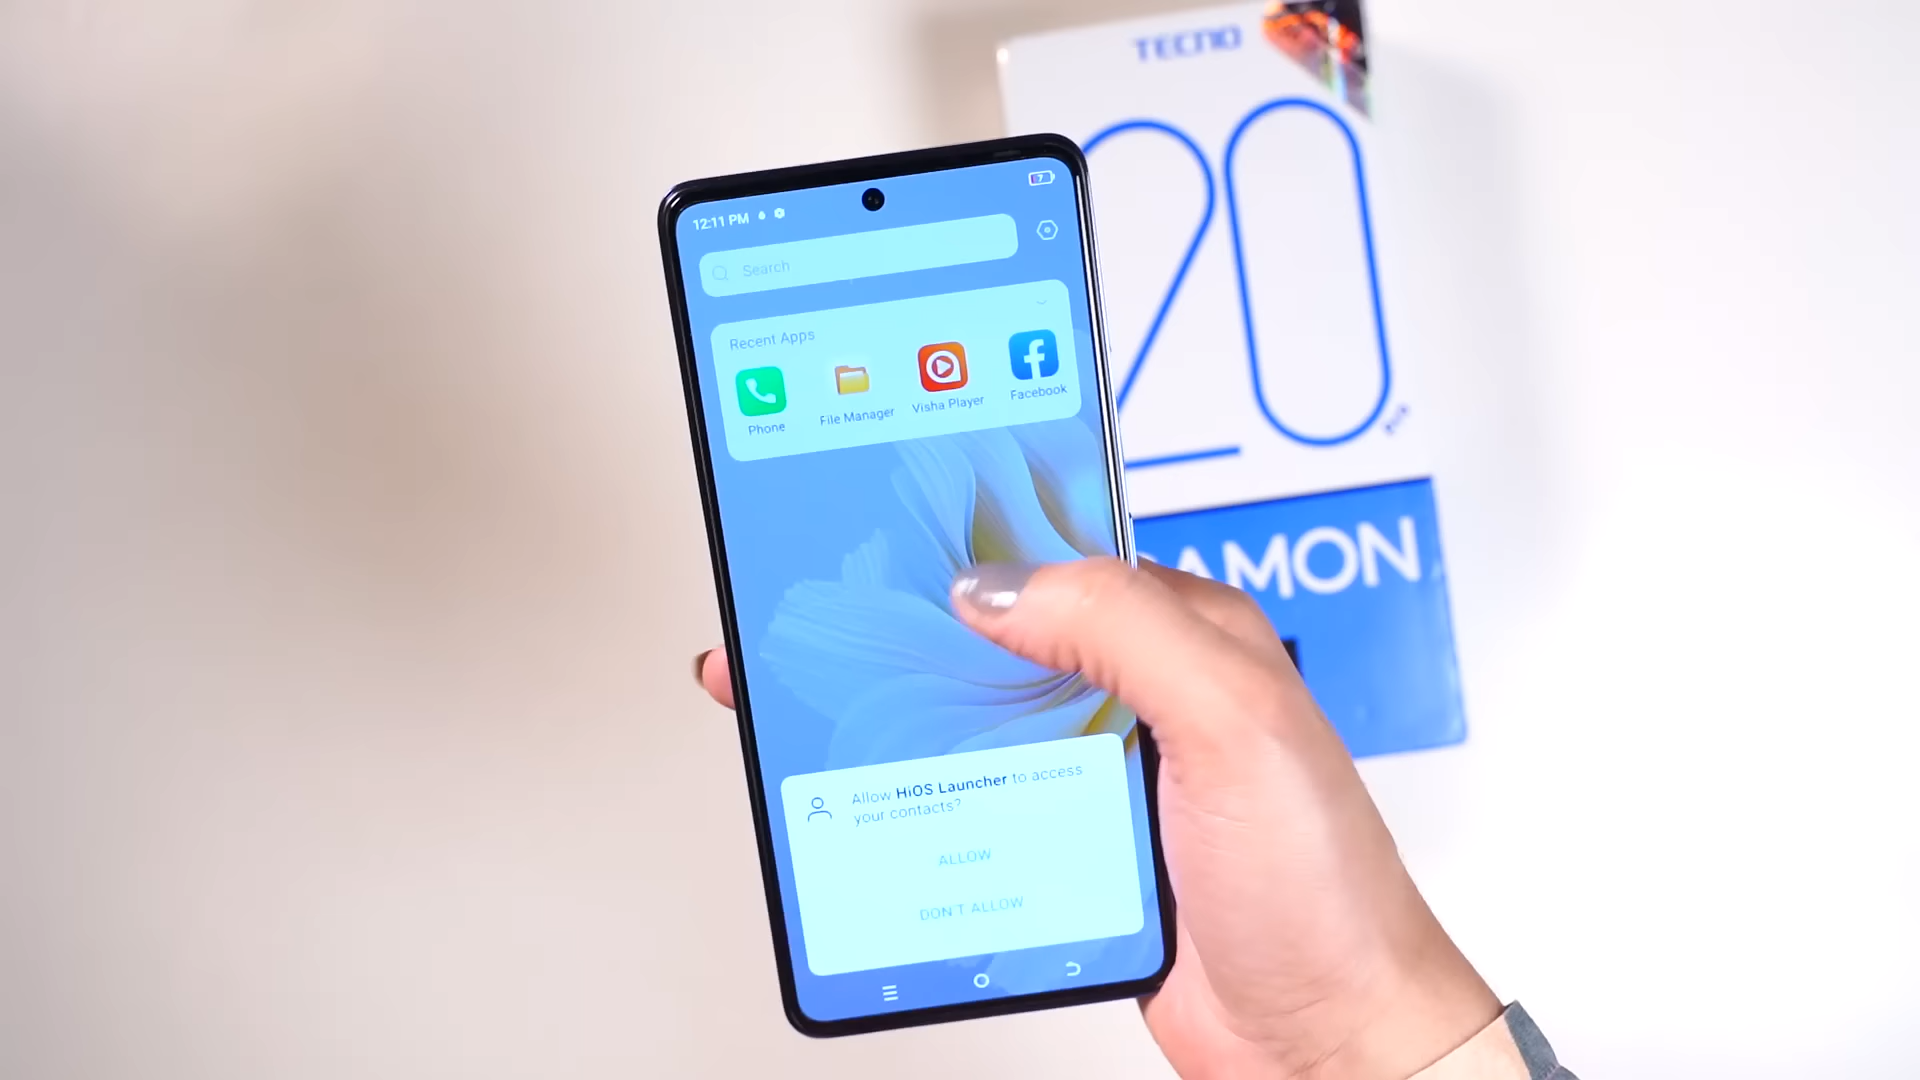 TECNO
20
12:11 PM
7
Search
Recent Apps
Phone
File Manager
Visha Player
Facebook
AMON
Allow HiOS Launcher to access
your contacts?
ALLOW
DON'T ALLOW